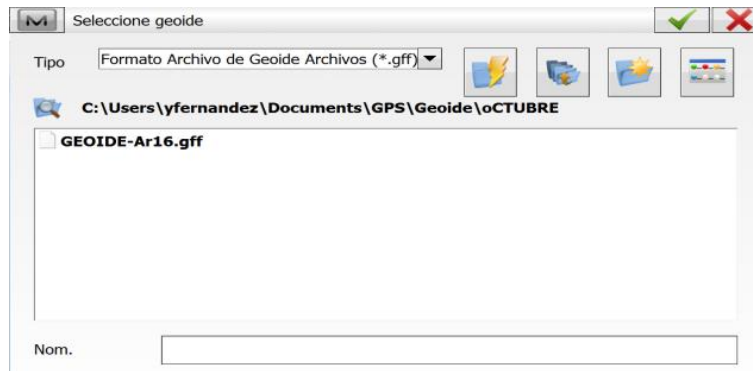 Seleccione geoide
Tipo Formato Archivo de Geoide Archivos (*.gff)
C:\Users\yfernandez\Documents\GPS\Geoide\oCTUBRE
GEOIDE-Ar16.gff
Nom.